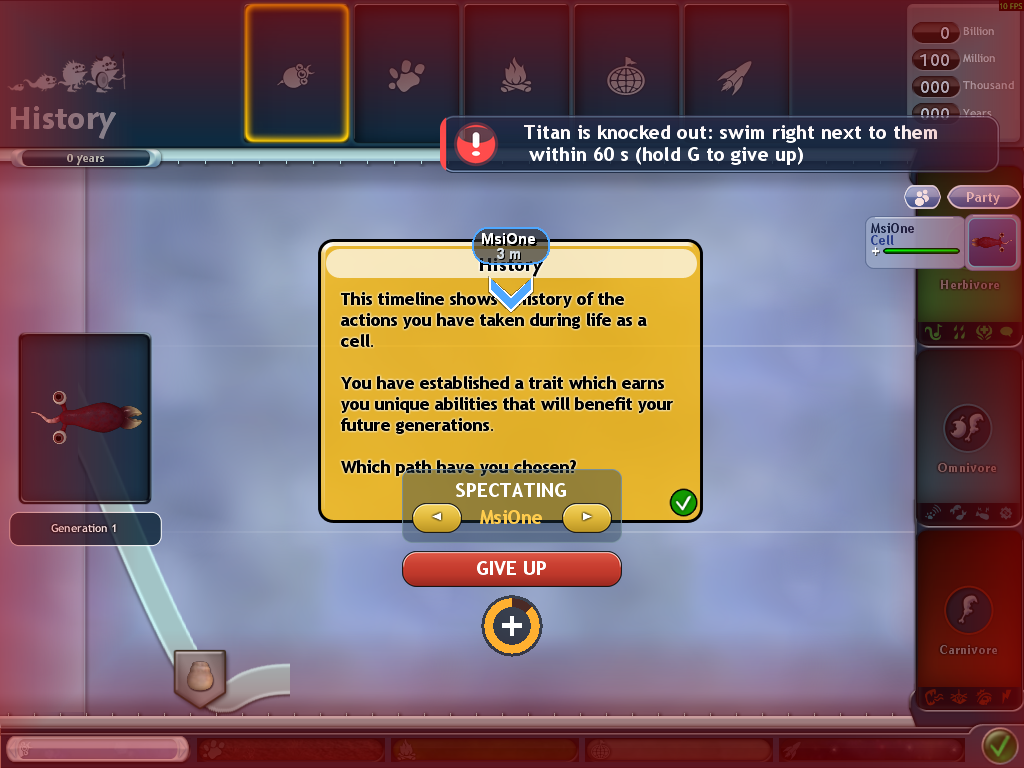 10 FPS
0 Billion
100 Million
000 Thousand
000 Years
History
0 years
Titan is knocked out: swim right next to them
within 60 s (hold G to give up)
Party
MsiOne
Cell
MsiOne
3 m
History
This timeline shows history of the
actions you have taken during life as a
cell.
You have established a trait which earns
you unique abilities that will benefit your
future generations.
Which path have you chosen?
Herbivore
Omnivore
Carnivore
Generation 1
SPECTATING
MsiOne
GIVE UP